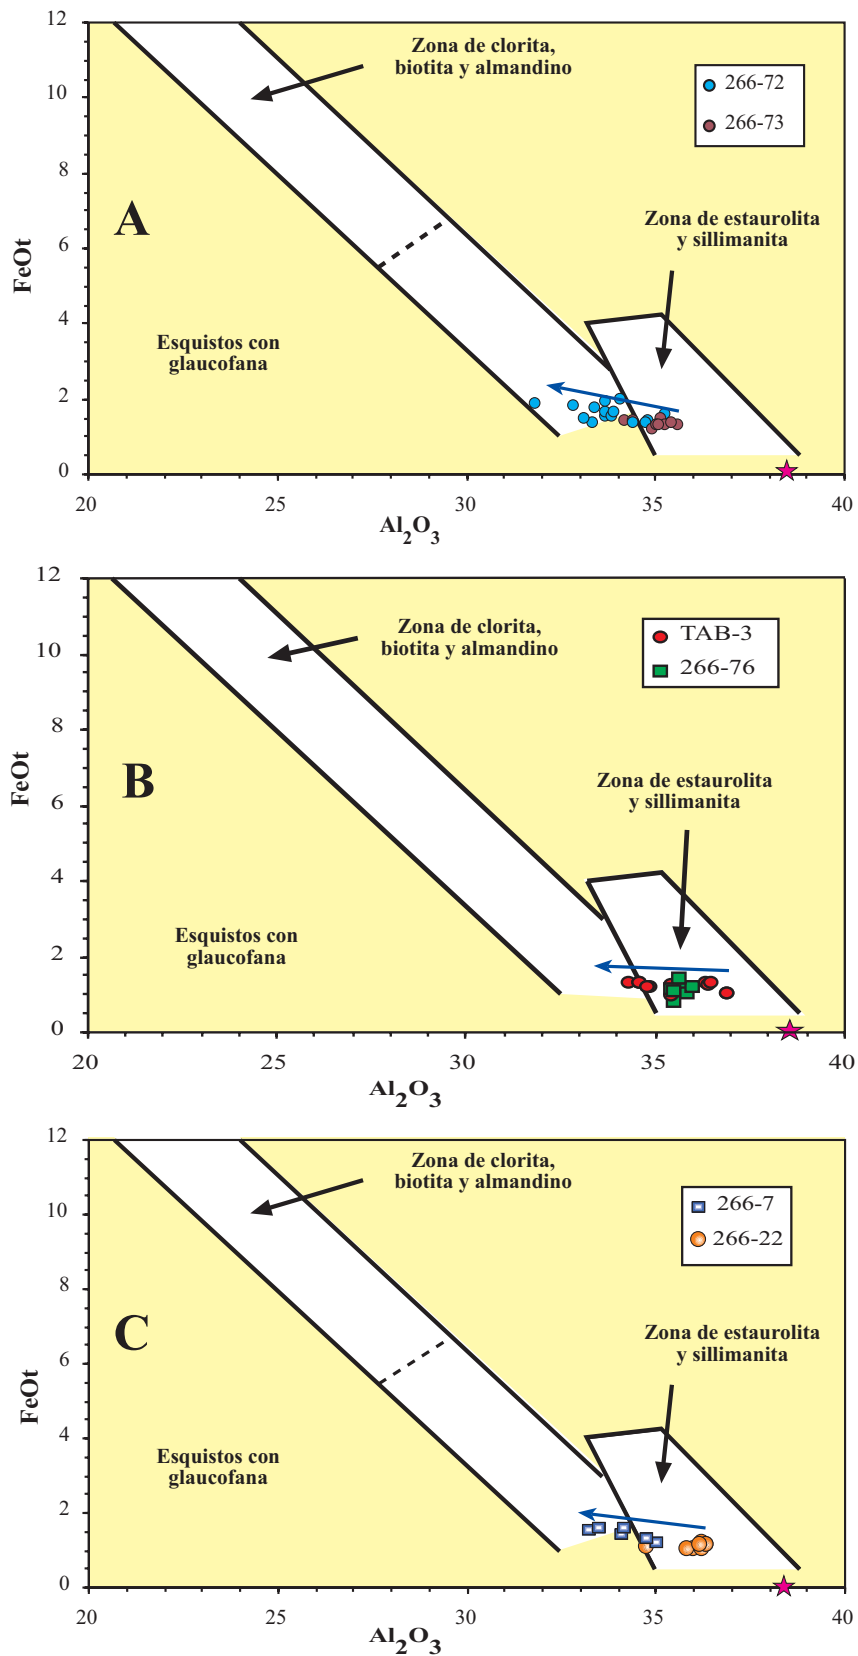 12
10
8
6
4
2
0
FeOt
A
Zona de clorita,
biotita y almandino
266-72
266-73
Zona de estaurolita
y sillimanita
Esquistos con
glaucofana
20
25
30
35
40
Al₂O₃
12
10
8
6
4
2
0
FeOt
B
Zona de clorita,
biotita y almandino
TAB-3
266-76
Zona de estaurolita
y sillimanita
Esquistos con
glaucofana
20
25
30
35
40
Al₂O₃
12
10
8
6
4
2
0
FeOt
C
Zona de clorita,
biotita y almandino
266-7
266-22
Zona de estaurolita
y sillimanita
Esquistos con
glaucofana
20
25
30
35
40
Al₂O₃